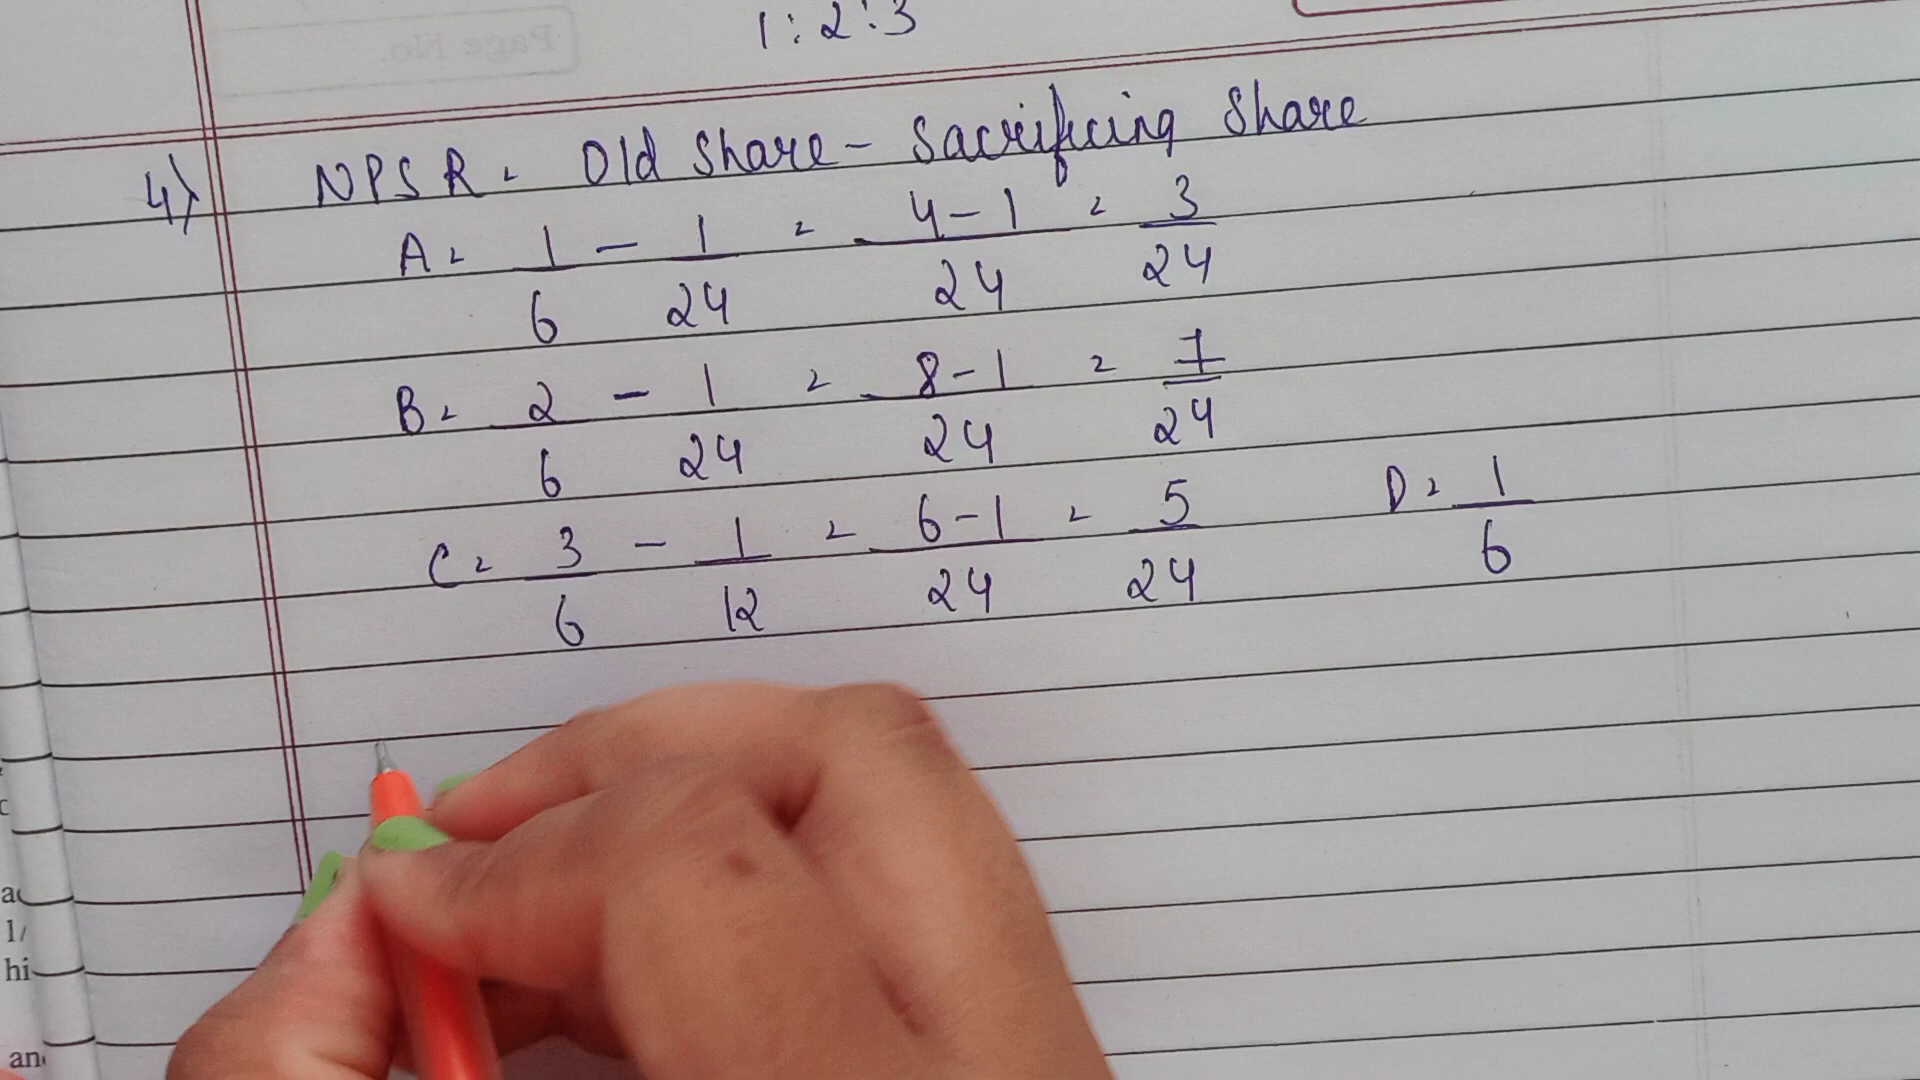 1:2:3
4) NPSR = Old Share - Sacrificing Share
A = 1/6 - 1/24 = 4-1/24 = 3/24
B = 2/6 - 1/24 = 8-1/24 = 7/24
C = 3/6 - 1/12 = 6-1/24 = 5/24 D = 1/6
1/
hi